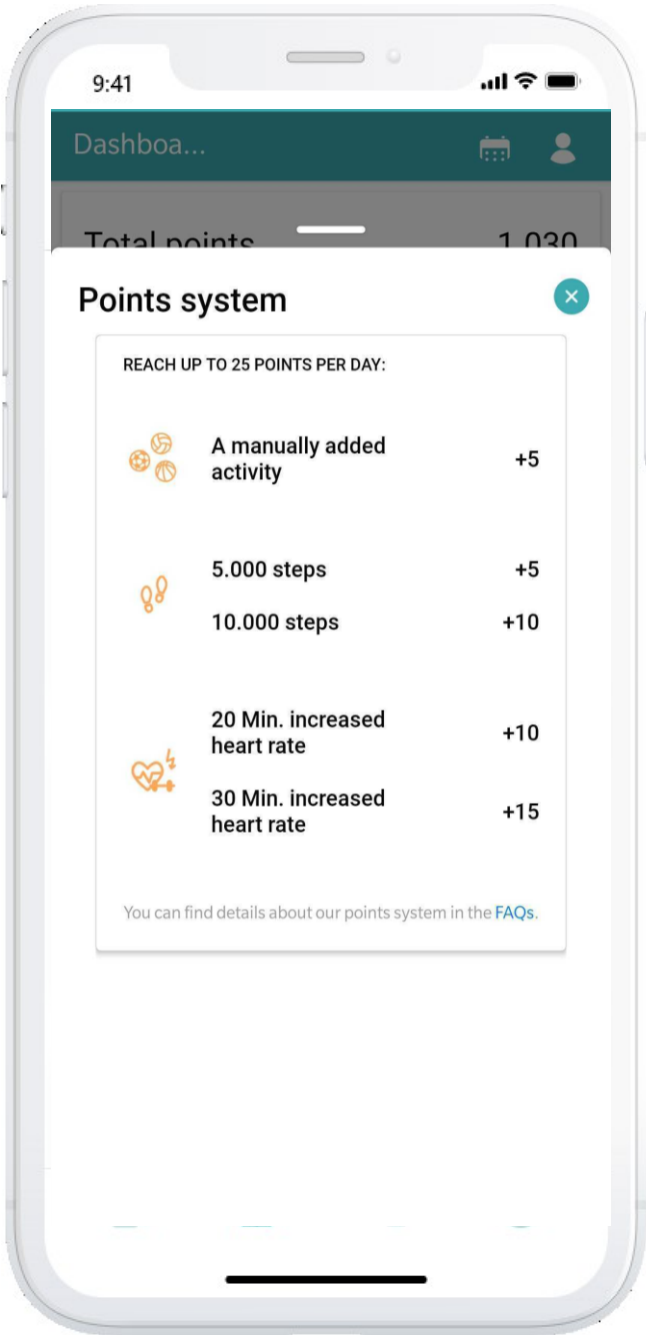 9:41
Dashboa...
Total points 1,030
Points system
REACH UP TO 25 POINTS PER DAY:
A manually added
activity
+5
5.000 steps +5
10.000 steps +10
20 Min. increased
heart rate
+10
30 Min. increased
heart rate
+15
You can find details about our points system in the FAQs.